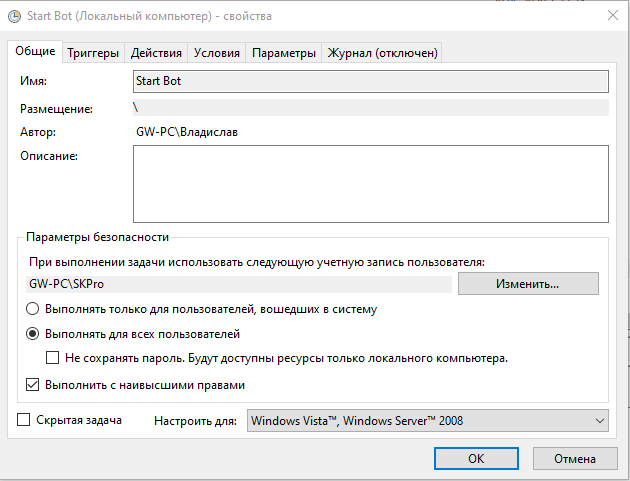 Start Bot (Локальный компьютер) - свойства
Общие Триггеры Действия Условия Параметры Журнал (отключен)
Имя: Start Bot
Размещение: \
Автор: GW-PC\Владислав
Описание:
Параметры безопасности
При выполнении задачи использовать следующую учетную запись пользователя:
GW-PC\SKPro Изменить...
Выполнять только для пользователей, вошедших в систему
Выполнять для всех пользователей
Не сохранять пароль. Будут доступны ресурсы только локального компьютера.
Выполнить с наивысшими правами
Скрытая задача Настроить для: Windows Vista™, Windows Server™ 2008
OK Отмена